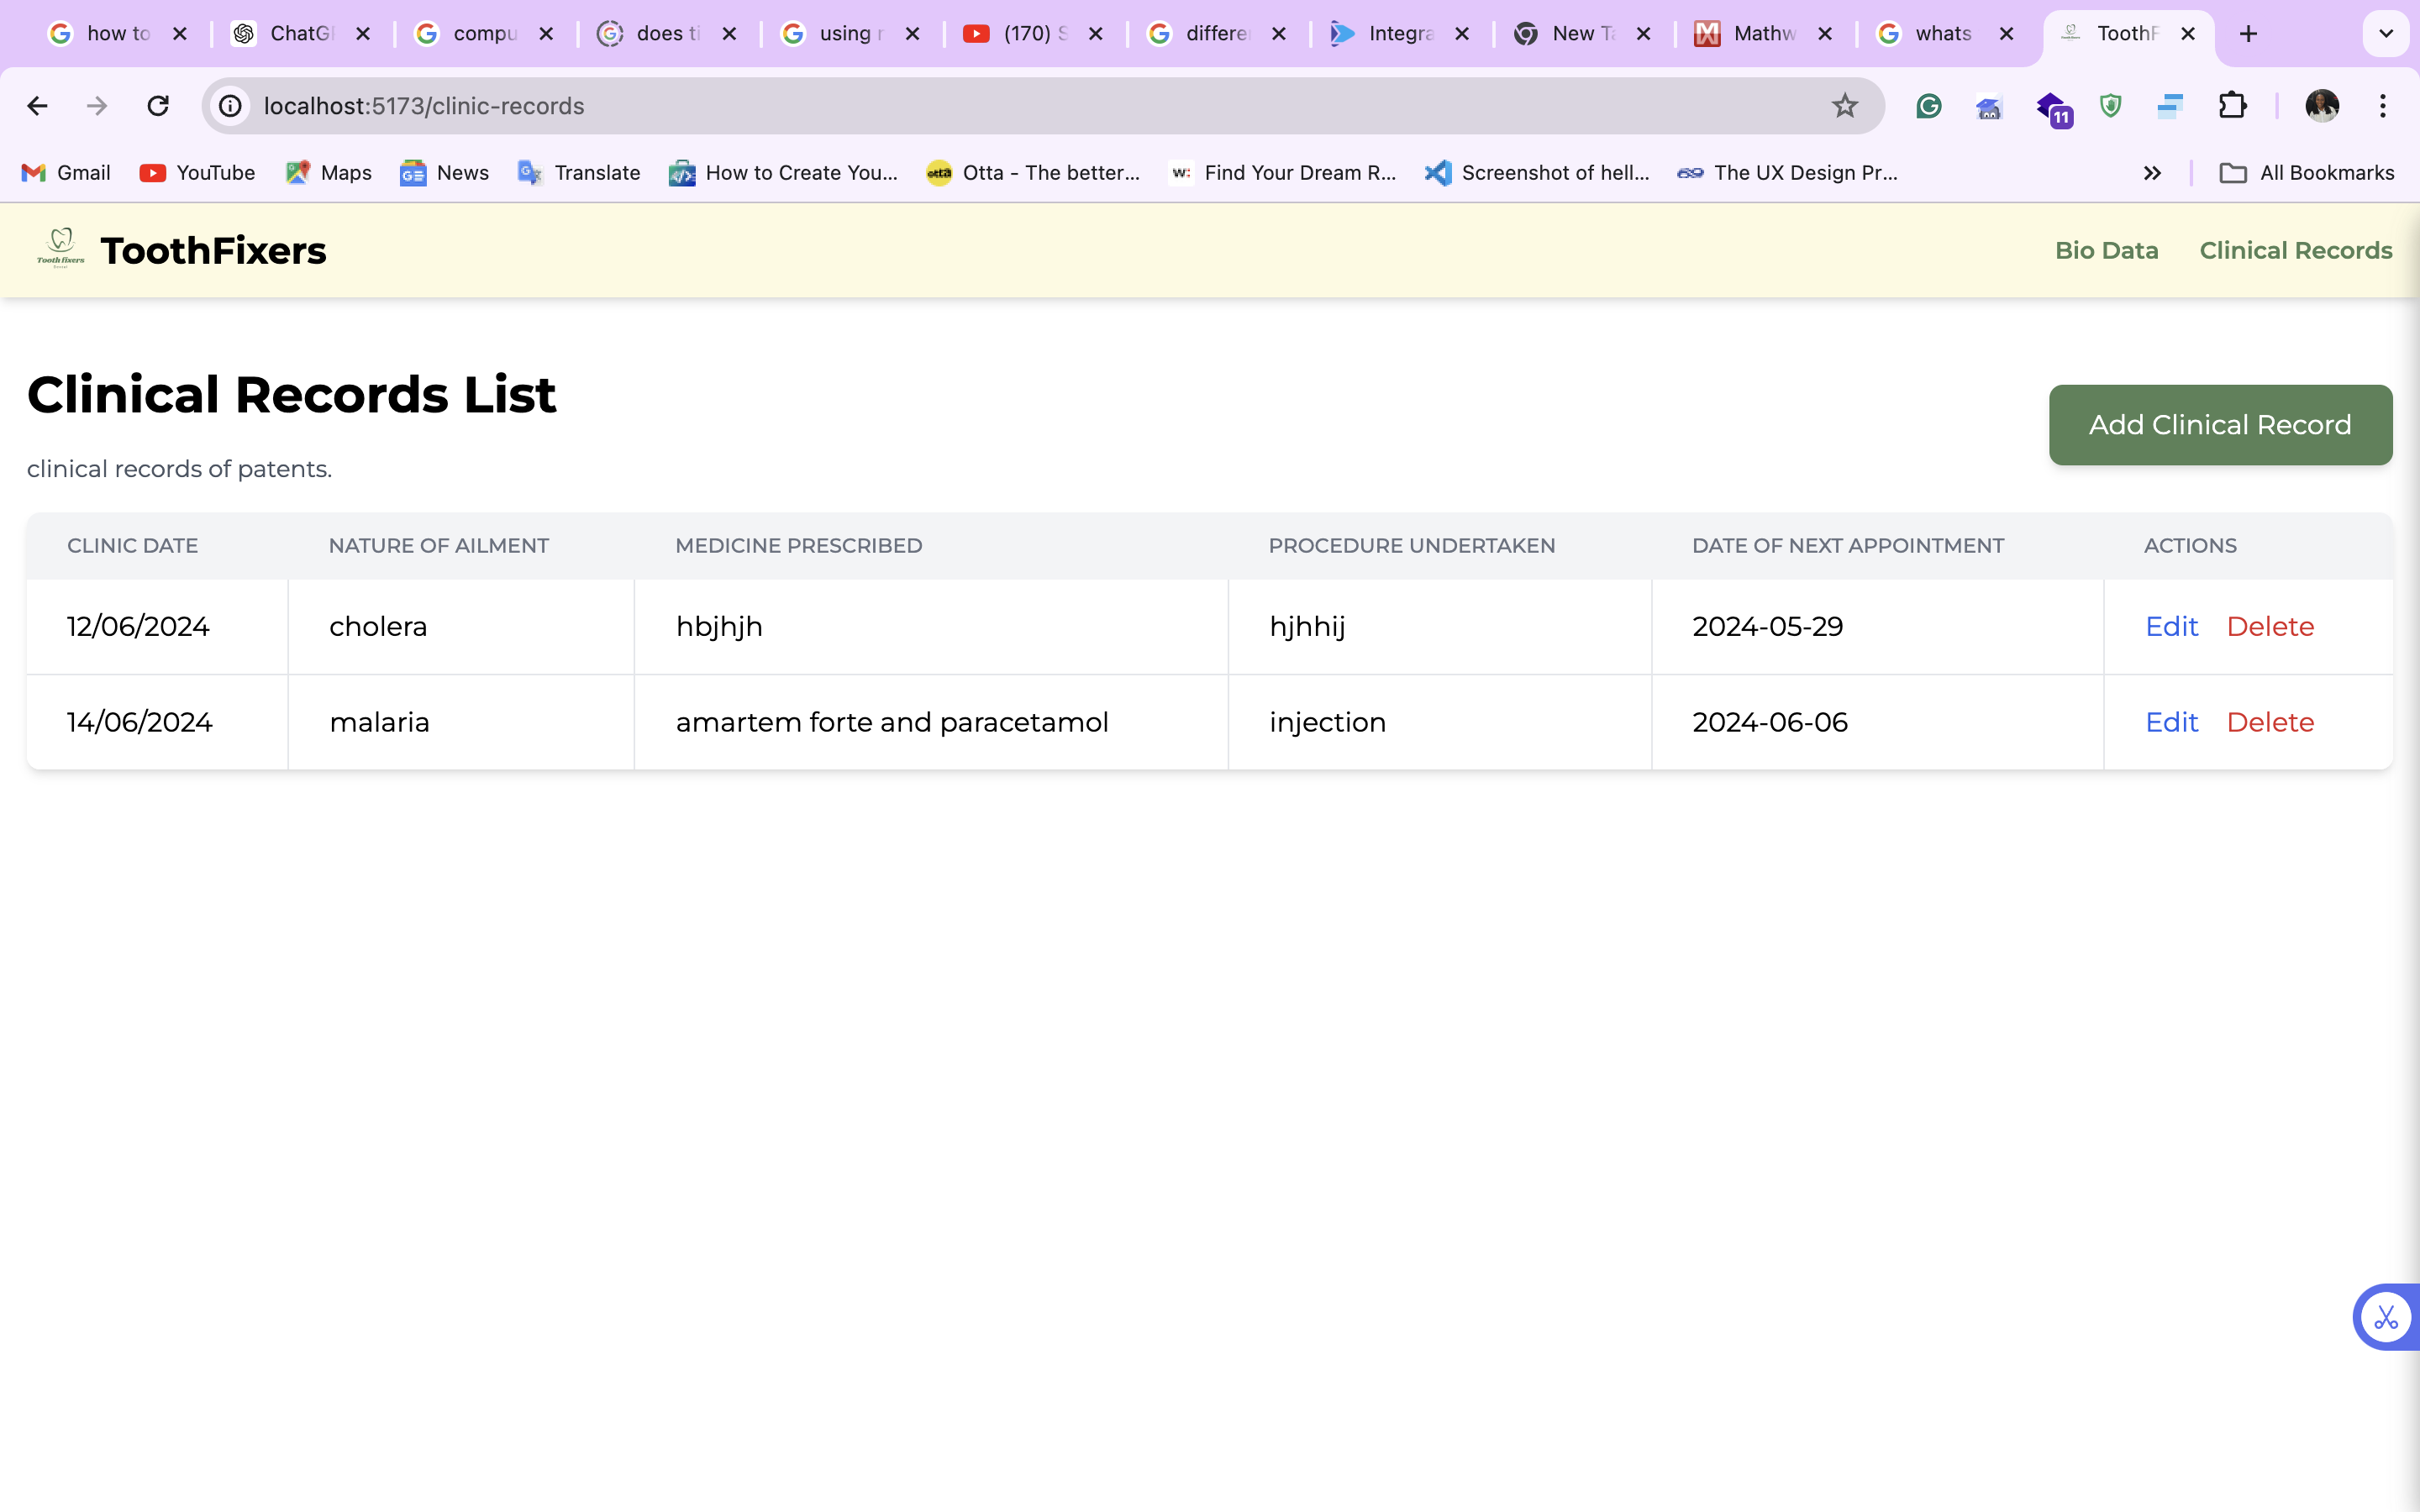 how to ChatG compu does ti using r (170) S differe Integra New Ta Mathw whats ToothF
localhost:5173/clinic-records 11
Gmail YouTube Maps News Translate How to Create You... Otta - The better... Find Your Dream R... Screenshot of hell... The UX Design Pr... All Bookmarks
Tooth fixers
Dental
ToothFixers Bio Data Clinical Records
Clinical Records List
Add Clinical Record
clinical records of patents.
CLINIC DATE NATURE OF AILMENT MEDICINE PRESCRIBED PROCEDURE UNDERTAKEN DATE OF NEXT APPOINTMENT ACTIONS
12/06/2024 cholera hbjhjh hjhhij 2024-05-29 Edit Delete
14/06/2024 malaria amartem forte and paracetamol injection 2024-06-06 Edit Delete